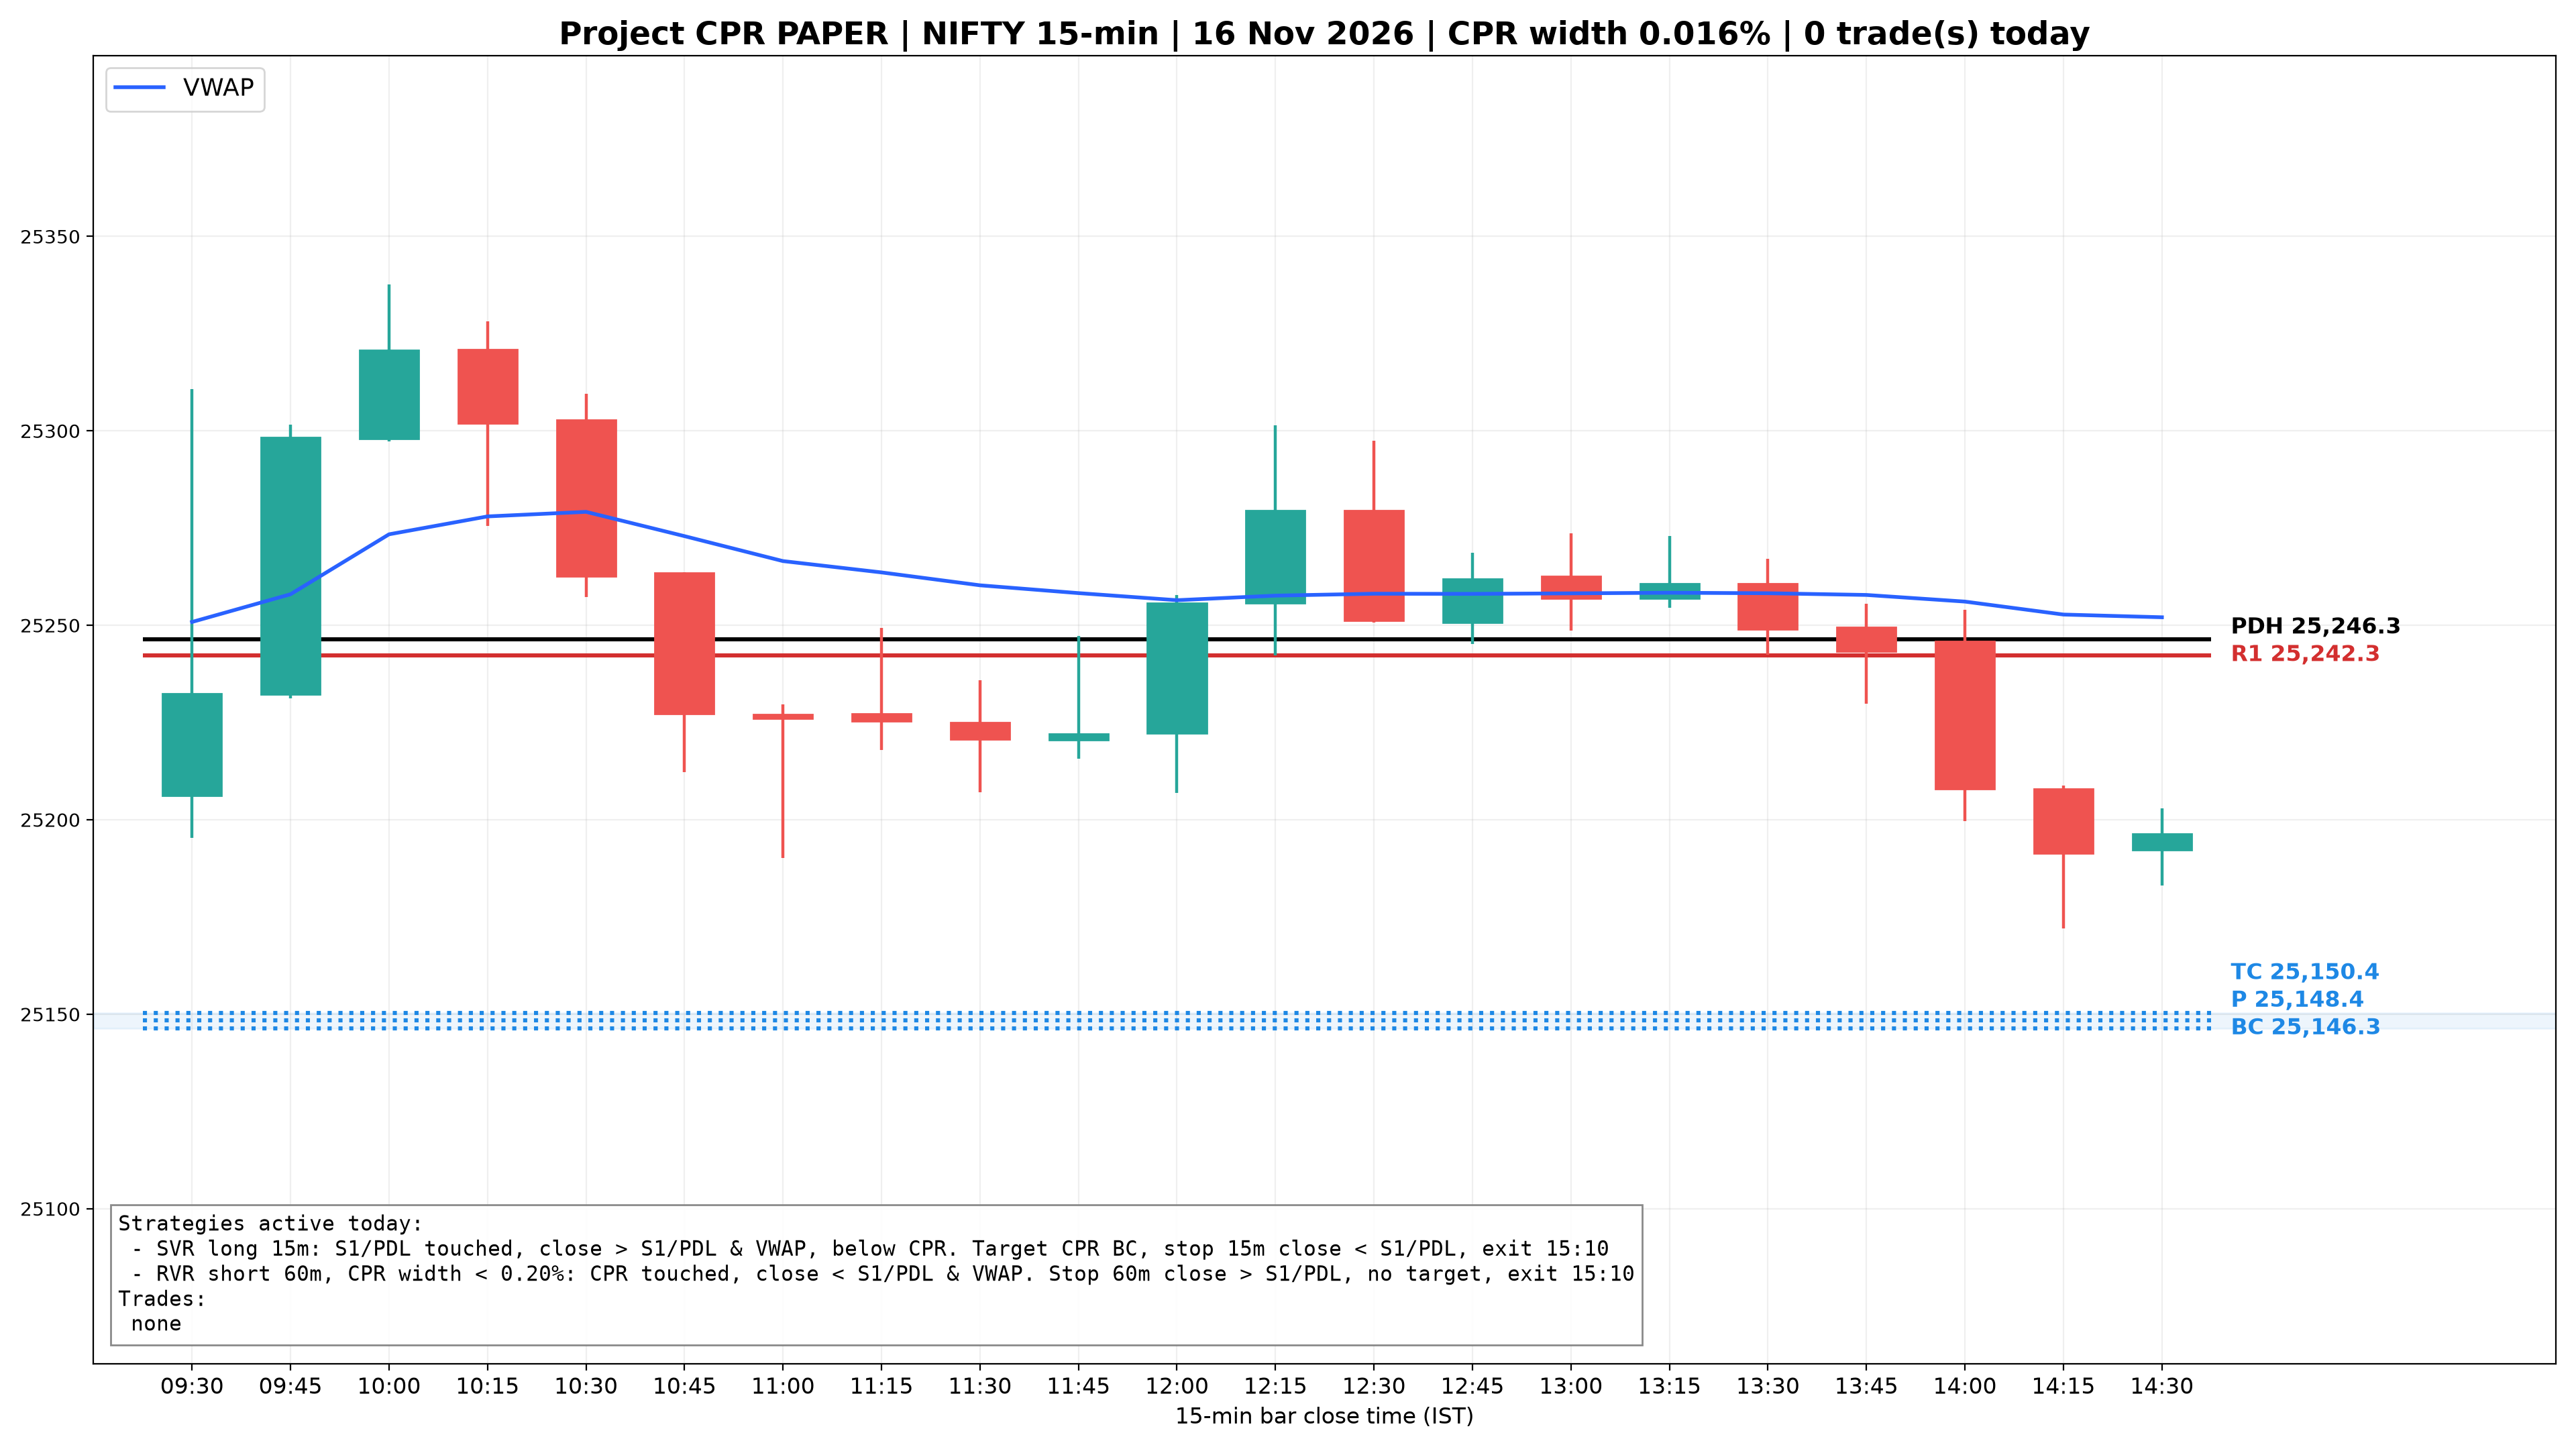 Project CPR PAPER | NIFTY 15-min | 16 Nov 2026 | CPR width 0.016% | 0 trade(s) today
VWAP
25350
25300
25250
25200
25150
25100
PDH 25,246.3
R1 25,242.3
TC 25,150.4
P 25,148.4
BC 25,146.3
Strategies active today:
- SVR long 15m: S1/PDL touched, close > S1/PDL & VWAP, below CPR. Target CPR BC, stop 15m close < S1/PDL, exit 15:10
- RVR short 60m, CPR width < 0.20%: CPR touched, close < S1/PDL & VWAP. Stop 60m close > S1/PDL, no target, exit 15:10
Trades:
none
09:30 09:45 10:00 10:15 10:30 10:45 11:00 11:15 11:30 11:45 12:00 12:15 12:30 12:45 13:00 13:15 13:30 13:45 14:00 14:15 14:30
15-min bar close time (IST)